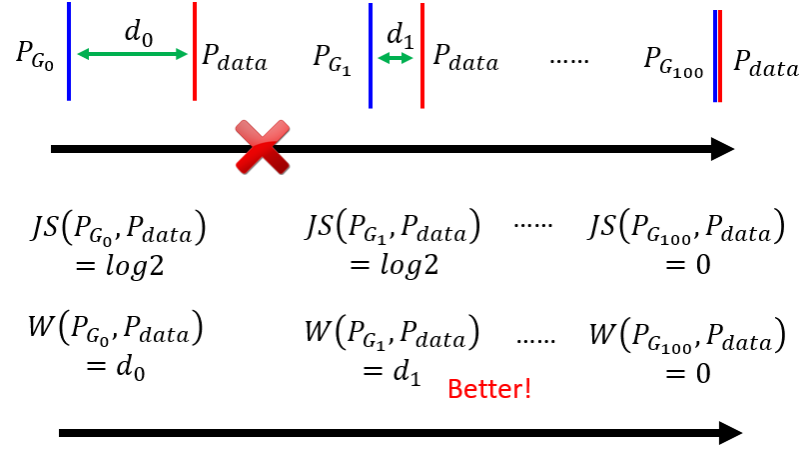 P_{G_0} d_0 P_{data} P_{G_1} d_1 P_{data} ...... P_{G_{100}} P_{data}
JS(P_{G_0}, P_{data}) JS(P_{G_1}, P_{data}) ...... JS(P_{G_{100}}, P_{data})
= log2 = log2 = 0
W(P_{G_0}, P_{data}) W(P_{G_1}, P_{data}) ...... W(P_{G_{100}}, P_{data})
= d_0 = d_1 = 0
Better!